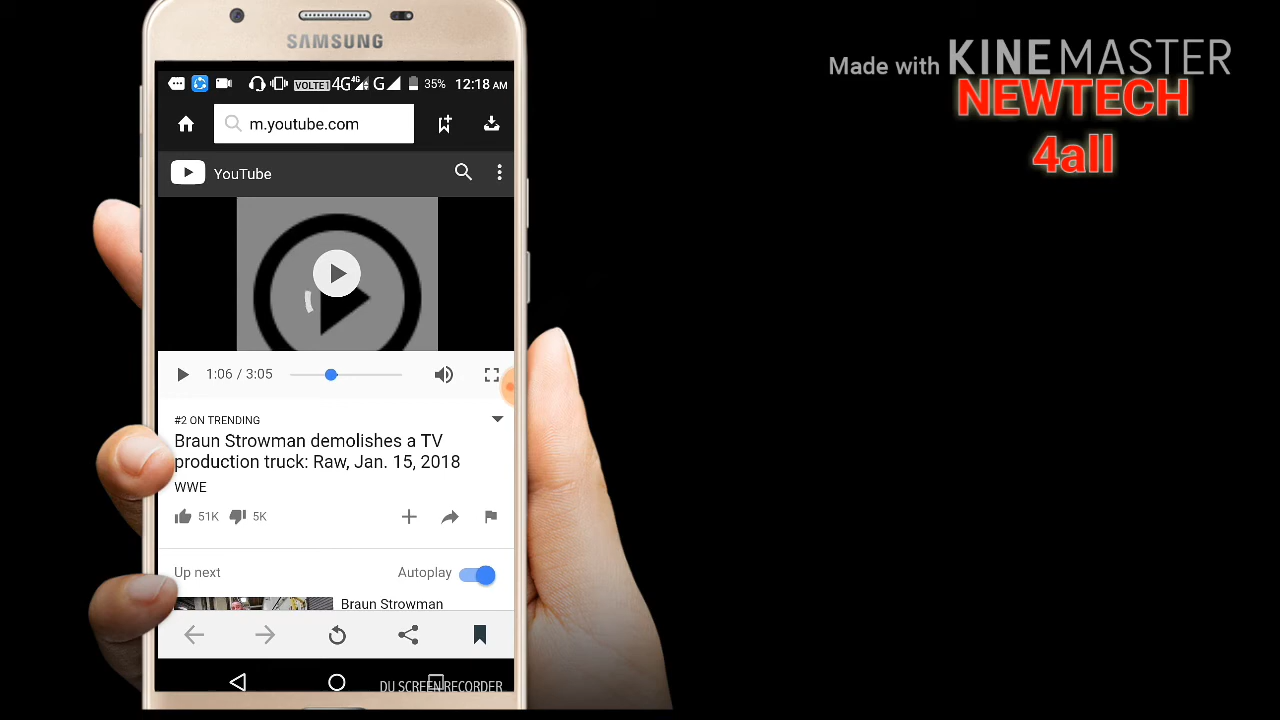 Made with KINEMASTER
NEWTECH
4all
SAMSUNG
VOLTE1 4G 4G G 35% 12:18 AM
m.youtube.com
YouTube
1:06 / 3:05
#2 ON TRENDING
Braun Strowman demolishes a TV
production truck: Raw, Jan. 15, 2018
WWE
51K 5K
Up next Autoplay
Braun Strowman
DU SCREEN RECORDER